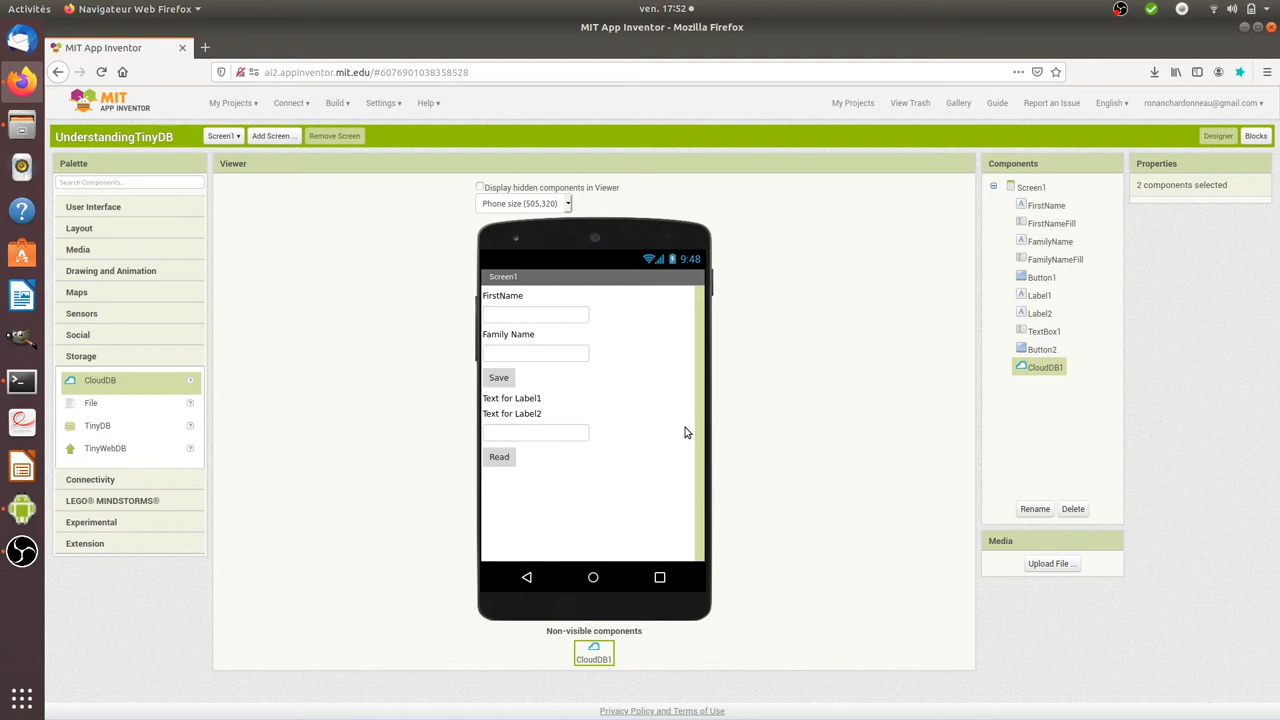 Activités
Navigateur Web Firefox
ven. 17:52
MIT App Inventor - Mozilla Firefox
MIT App Inventor
ai2.appinventor.mit.edu/#6076901038358528
MIT
APP INVENTOR
My Projects
Connect
Build
Settings
Help
My Projects
View Trash
Gallery
Guide
Report an Issue
English
ronanchardonneau@gmail.com
UnderstandingTinyDB
Screen1
Add Screen ...
Remove Screen
Designer
Blocks
Palette
Search Components...
User Interface
Layout
Media
Drawing and Animation
Maps
Sensors
Social
Storage
CloudDB
File
TinyDB
TinyWebDB
Connectivity
LEGO® MINDSTORMS®
Experimental
Extension
Viewer
Display hidden components in Viewer
Phone size (505,320)
9:48
Screen1
FirstName
Family Name
Save
Text for Label1
Text for Label2
Read
Non-visible components
CloudDB1
Components
Screen1
FirstName
FirstNameFill
FamilyName
FamilyNameFill
Button1
Label1
Label2
TextBox1
Button2
CloudDB1
Rename
Delete
Media
Upload File ...
Properties
2 components selected
Privacy Policy and Terms of Use